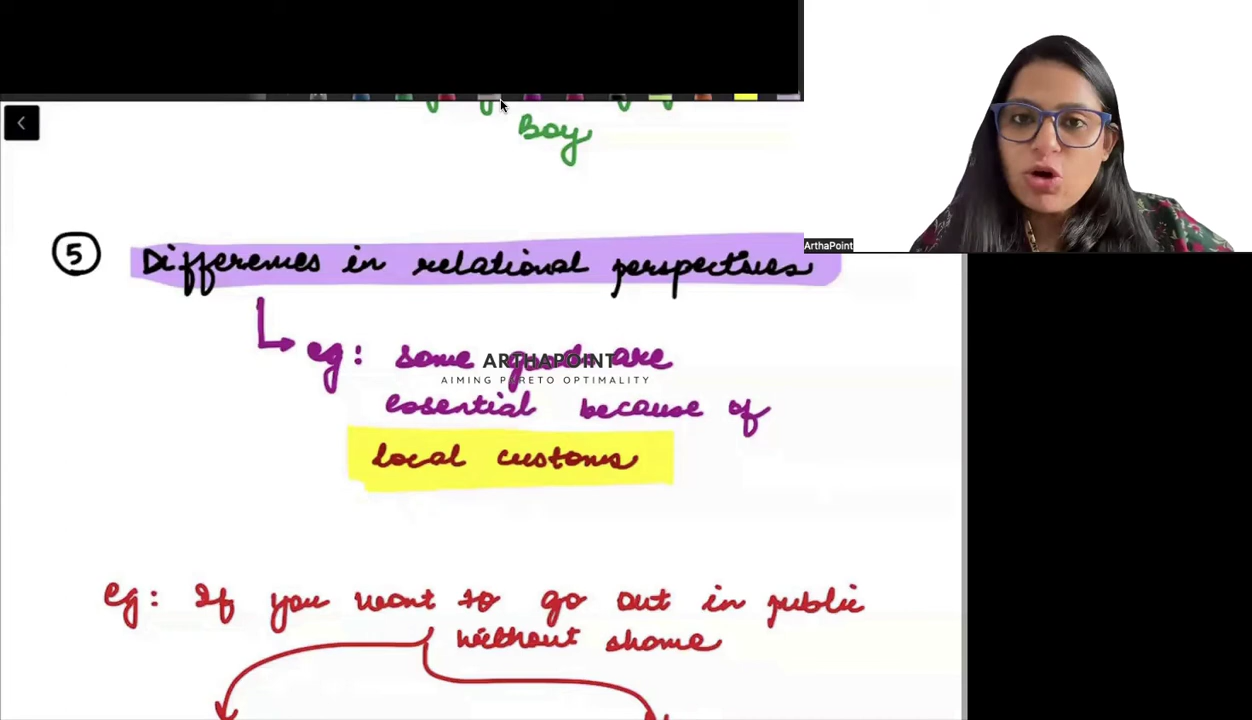 Boy
5 Differences in relational perspectives
ArthaPoint
eg: some goods are
ARTHAPOINT
AIMING PARETO OPTIMALITY
essential because of
local customs
eg: If you want to go out in public
without shame